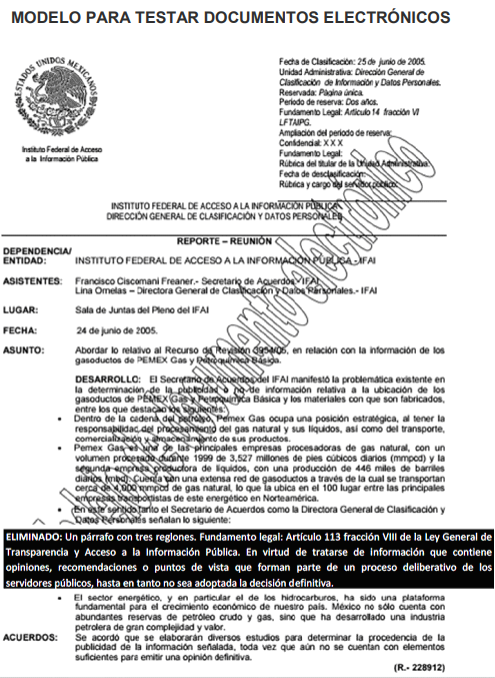 MODELO PARA TESTAR DOCUMENTOS ELECTRÓNICOS
ESTADOS UNIDOS MEXICANOS
Instituto Federal de Acceso
a la Información Pública
Fecha de Clasificación: 25 de junio de 2005.
Unidad Administrativa: Dirección General de
Clasificación de Información y Datos Personales.
Reservada: Página única.
Periodo de reserva: Dos años.
Fundamento Legal: Artículo 14 fracción VI
LFTAIPG.
Ampliación del periodo de reserva:
Confidencial: X X X
Fundamento Legal:
Rúbrica del titular de la Unidad Administrativa:
Fecha de desclasificación:
Rúbrica y cargo del servidor público:
INSTITUTO FEDERAL DE ACCESO A LA INFORMACIÓN PÚBLICA
DIRECCIÓN GENERAL DE CLASIFICACIÓN Y DATOS PERSONALES
REPORTE – REUNIÓN
DEPENDENCIA/
ENTIDAD: INSTITUTO FEDERAL DE ACCESO A LA INFORMACIÓN PÚBLICA - IFAI
ASISTENTES: Francisco Ciscomani Freaner.- Secretario de Acuerdos - IFAI
Lina Ornelas – Directora General de Clasificación y Datos Personales.- IFAI
LUGAR: Sala de Juntas del Pleno del IFAI
FECHA: 24 de junio de 2005.
ASUNTO: Abordar lo relativo al Recurso de Revisión en relación con la información de los
gasoductos de PEMEX Gas y Petroquímica Básica.
DESARROLLO: El Secretario de Acuerdos del IFAI manifestó la problemática existente en
la determinación de la publicidad o no de información relativa a la ubicación de los
gasoductos de PEMEX Gas y Petroquímica Básica y los materiales con que son fabricados,
entre los que destacan los siguientes:
• Dentro de la cadena del petróleo, Pemex Gas ocupa una posición estratégica, al tener la
responsabilidad del procesamiento del gas natural y sus líquidos, así como del transporte,
comercialización y almacenamiento de sus productos.
• Pemex Gas es una de las principales empresas procesadoras de gas natural, con un
volumen procesado durante 1999 de 3,527 millones de pies cúbicos diarios (mmpcd) y la
segunda empresa productora de líquidos, con una producción de 446 miles de barriles
diarios (mbd). Cuenta con una extensa red de gasoductos a través de la cual se transportan
cerca de 4,000 mmpcd de gas natural, lo que la ubica en el 100 lugar entre las principales
empresas transportistas de este energético en Norteamérica.
• En este sentido tanto el Secretario de Acuerdos como la Directora General de Clasificación y
Datos Personales señalan lo siguiente:
ELIMINADO: Un párrafo con tres reglones. Fundamento legal: Artículo 113 fracción VIII de la Ley General de
Transparencia y Acceso a la Información Pública. En virtud de tratarse de información que contiene
opiniones, recomendaciones o puntos de vista que forman parte de un proceso deliberativo de los
servidores públicos, hasta en tanto no sea adoptada la decisión definitiva.
• El sector energético, y en particular el de los hidrocarburos, ha sido una plataforma
fundamental para el crecimiento económico de nuestro país. México no sólo cuenta con
abundantes reservas de petróleo crudo y gas, sino que ha desarrollado una industria
petrolera de gran complejidad y valor.
ACUERDOS: Se acordó que se elaborarán diversos estudios para determinar la procedencia de la
publicidad de la información señalada, toda vez que aún no se cuentan con elementos
suficientes para emitir una opinión definitiva.
(R.- 228912)